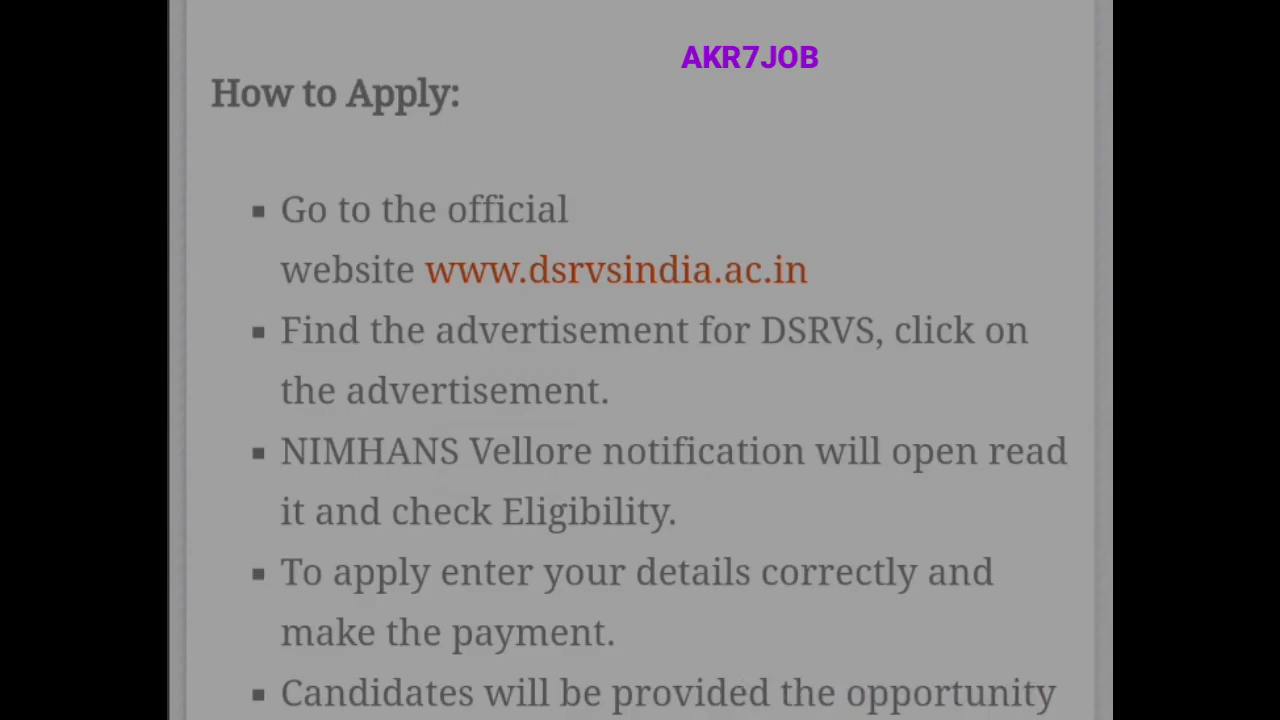 AKR7JOB
How to Apply:
▪ Go to the official
website www.dsrvsindia.ac.in
▪ Find the advertisement for DSRVS, click on
the advertisement.
▪ NIMHANS Vellore notification will open read
it and check Eligibility.
▪ To apply enter your details correctly and
make the payment.
▪ Candidates will be provided the opportunity